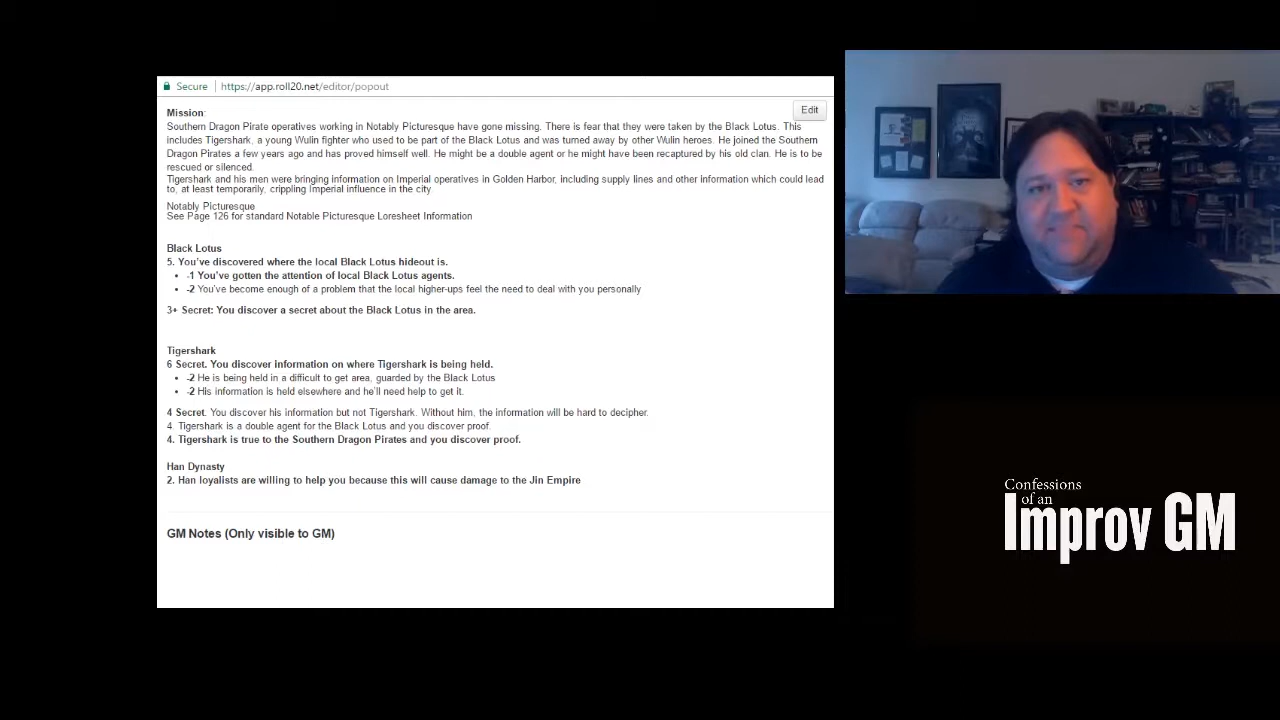 Secure | https://app.roll20.net/editor/popout
Edit
Mission:
Southern Dragon Pirate operatives working in Notably Picturesque have gone missing. There is fear that they were taken by the Black Lotus. This
includes Tigershark, a young Wulin fighter who used to be part of the Black Lotus and was turned away by other Wulin heroes. He joined the Southern
Dragon Pirates a few years ago and has proved himself well. He might be a double agent or he might have been recaptured by his old clan. He is to be
rescued or silenced.
Tigershark and his men were bringing information on Imperial operatives in Golden Harbor, including supply lines and other information which could lead
to, at least temporarily, crippling Imperial influence in the city
Notably Picturesque
See Page 126 for standard Notable Picturesque Loresheet Information
Black Lotus
5. You've discovered where the local Black Lotus hideout is.
• -1 You've gotten the attention of local Black Lotus agents.
• -2 You've become enough of a problem that the local higher-ups feel the need to deal with you personally
3+ Secret: You discover a secret about the Black Lotus in the area.
Tigershark
6 Secret. You discover information on where Tigershark is being held.
• -2 He is being held in a difficult to get area, guarded by the Black Lotus
• -2 His information is held elsewhere and he'll need help to get it.
4 Secret. You discover his information but not Tigershark. Without him, the information will be hard to decipher.
4. Tigershark is a double agent for the Black Lotus and you discover proof.
4. Tigershark is true to the Southern Dragon Pirates and you discover proof.
Han Dynasty
2. Han loyalists are willing to help you because this will cause damage to the Jin Empire
GM Notes (Only visible to GM)
Confessions
of an
Improv GM